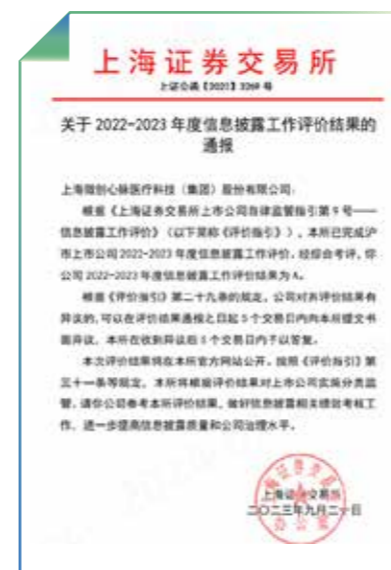 上海证券交易所
上证公函【2023】3269 号
关于 2022-2023 年度信息披露工作评价结果的
通报
上海微创心脉医疗科技（集团）股份有限公司：
根据《上海证券交易所上市公司自律监管指引第 9 号——
信息披露工作评价》（以下简称《评价指引》），本所已完成沪
市上市公司 2022-2023 年度信息披露工作评价。经综合考评，你
公司 2022-2023 年度信息披露工作评价结果为 A。
根据《评价指引》第二十九条的规定，公司对外评价结果有
异议的，可以在评价结果通报之日起 5 个交易日内向本所提交书
面异议，本所在收到异议后 5 个交易日内予以答复。
本次评价结果将在本所官方网站公开。按照《评价指引》第
三十一条等规定，本所将根据评价结果对上市公司实施分类监
管。请你公司参考本所评价结果，做好信息披露相关绩效考核工
作，进一步提高信息披露质量和公司治理水平。
上海证券交易所
二〇二三年九月二十一日